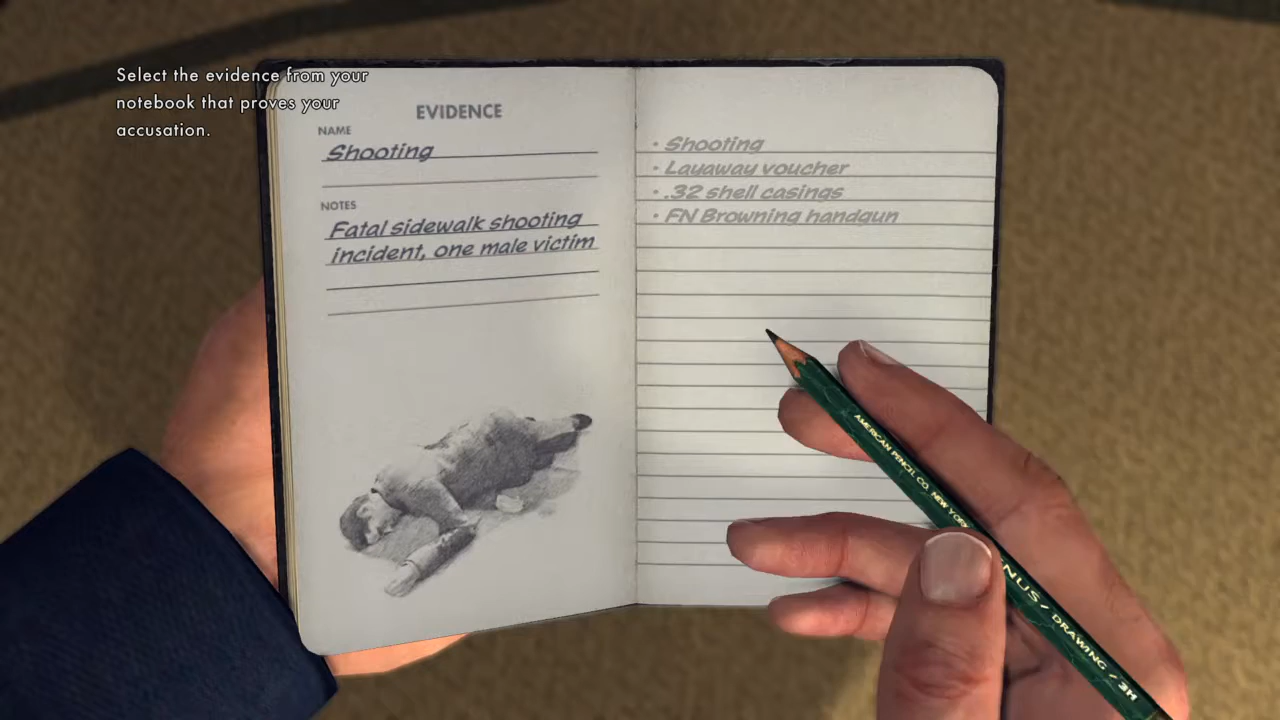 Select the evidence from your
notebook that proves your
accusation.
EVIDENCE
NAME
Shooting
NOTES
Fatal sidewalk shooting
incident, one male victim
• Shooting
• Layaway voucher
• .32 shell casings
• FN Browning handgun
AMERICAN PENCIL CO. NEW YORK
NUS/ DRAWING / 3H